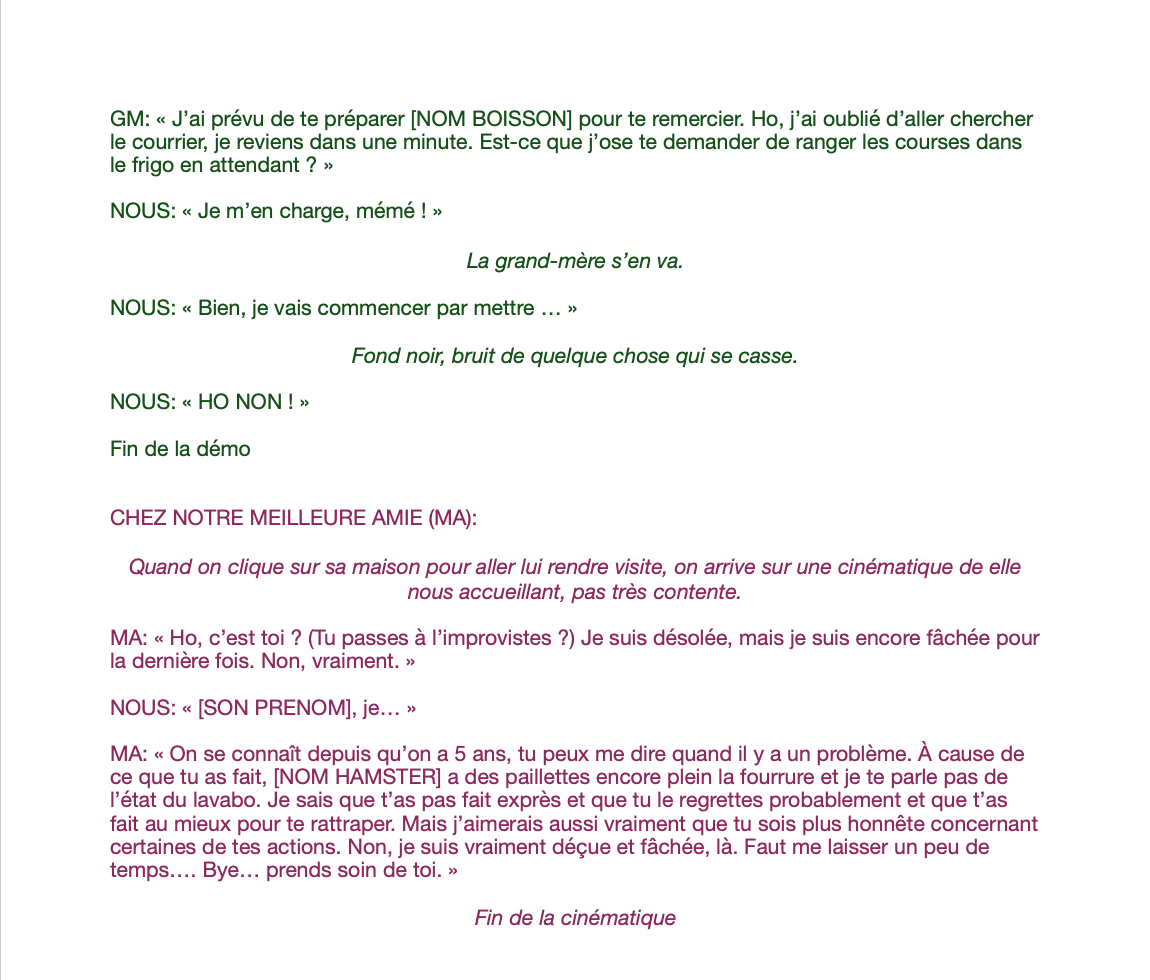 GM: « J’ai prévu de te préparer [NOM BOISSON] pour te remercier. Ho, j’ai oublié d’aller chercher
le courrier, je reviens dans une minute. Est-ce que j’ose te demander de ranger les courses dans
le frigo en attendant ? »
NOUS: « Je m’en charge, mémé ! »
La grand-mère s’en va.
NOUS: « Bien, je vais commencer par mettre … »
Fond noir, bruit de quelque chose qui se casse.
NOUS: « HO NON ! »
Fin de la démo
CHEZ NOTRE MEILLEURE AMIE (MA):
Quand on clique sur sa maison pour aller lui rendre visite, on arrive sur une cinématique de elle
nous accueillant, pas très contente.
MA: « Ho, c’est toi ? (Tu passes à l’improvistes ?) Je suis désolée, mais je suis encore fâchée pour
la dernière fois. Non, vraiment. »
NOUS: « [SON PRENOM], je… »
MA: « On se connaît depuis qu’on a 5 ans, tu peux me dire quand il y a un problème. À cause de
ce que tu as fait, [NOM HAMSTER] a des paillettes encore plein la fourrure et je te parle pas de
l’état du lavabo. Je sais que t’as pas fait exprès et que tu le regrettes probablement et que t’as
fait au mieux pour te rattraper. Mais j’aimerais aussi vraiment que tu sois plus honnête concernant
certaines de tes actions. Non, je suis vraiment déçue et fâchée, là. Faut me laisser un peu de
temps…. Bye… prends soin de toi. »
Fin de la cinématique